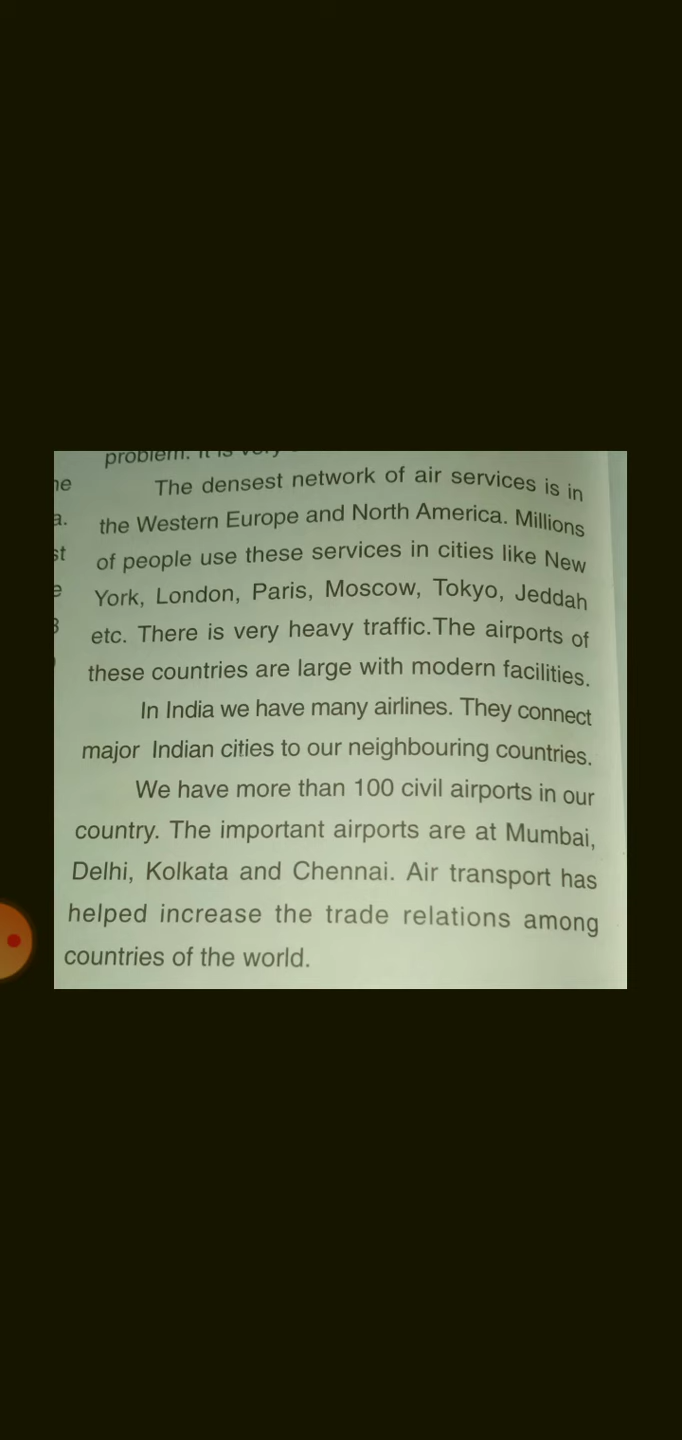 problem. It is very
The densest network of air services is in
the Western Europe and North America. Millions
of people use these services in cities like New
York, London, Paris, Moscow, Tokyo, Jeddah
etc. There is very heavy traffic.The airports of
these countries are large with modern facilities.
In India we have many airlines. They connect
major Indian cities to our neighbouring countries.
We have more than 100 civil airports in our
country. The important airports are at Mumbai,
Delhi, Kolkata and Chennai. Air transport has
helped increase the trade relations among
countries of the world.